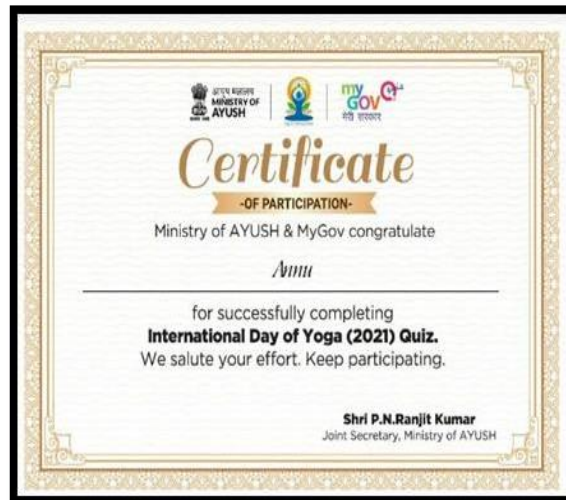 आयुष मंत्रालय
MINISTRY OF
AYUSH
my
GOV
मेरी सरकार
Certificate
-OF PARTICIPATION-
Ministry of AYUSH & MyGov congratulate
Annu
for successfully completing
International Day of Yoga (2021) Quiz.
We salute your effort. Keep participating.
Shri P.N.Ranjit Kumar
Joint Secretary, Ministry of AYUSH